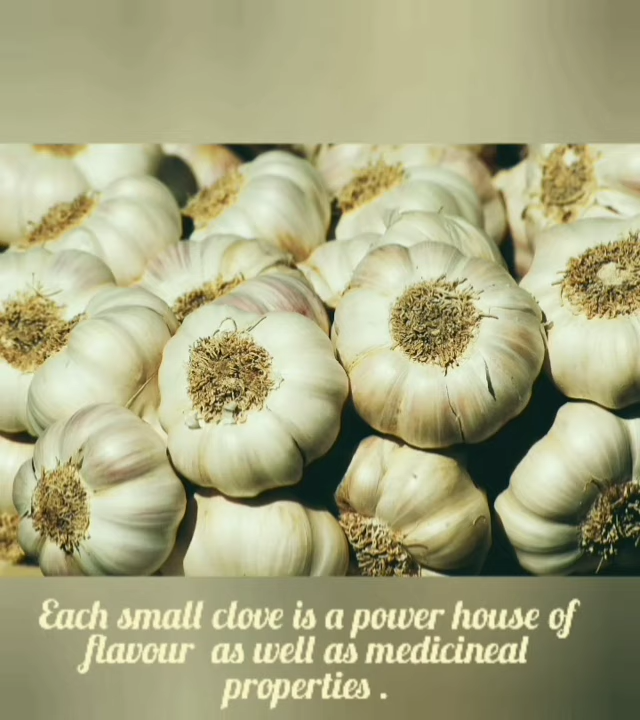 Each small clove is a power house of
flavour as well as medicineal
properties .